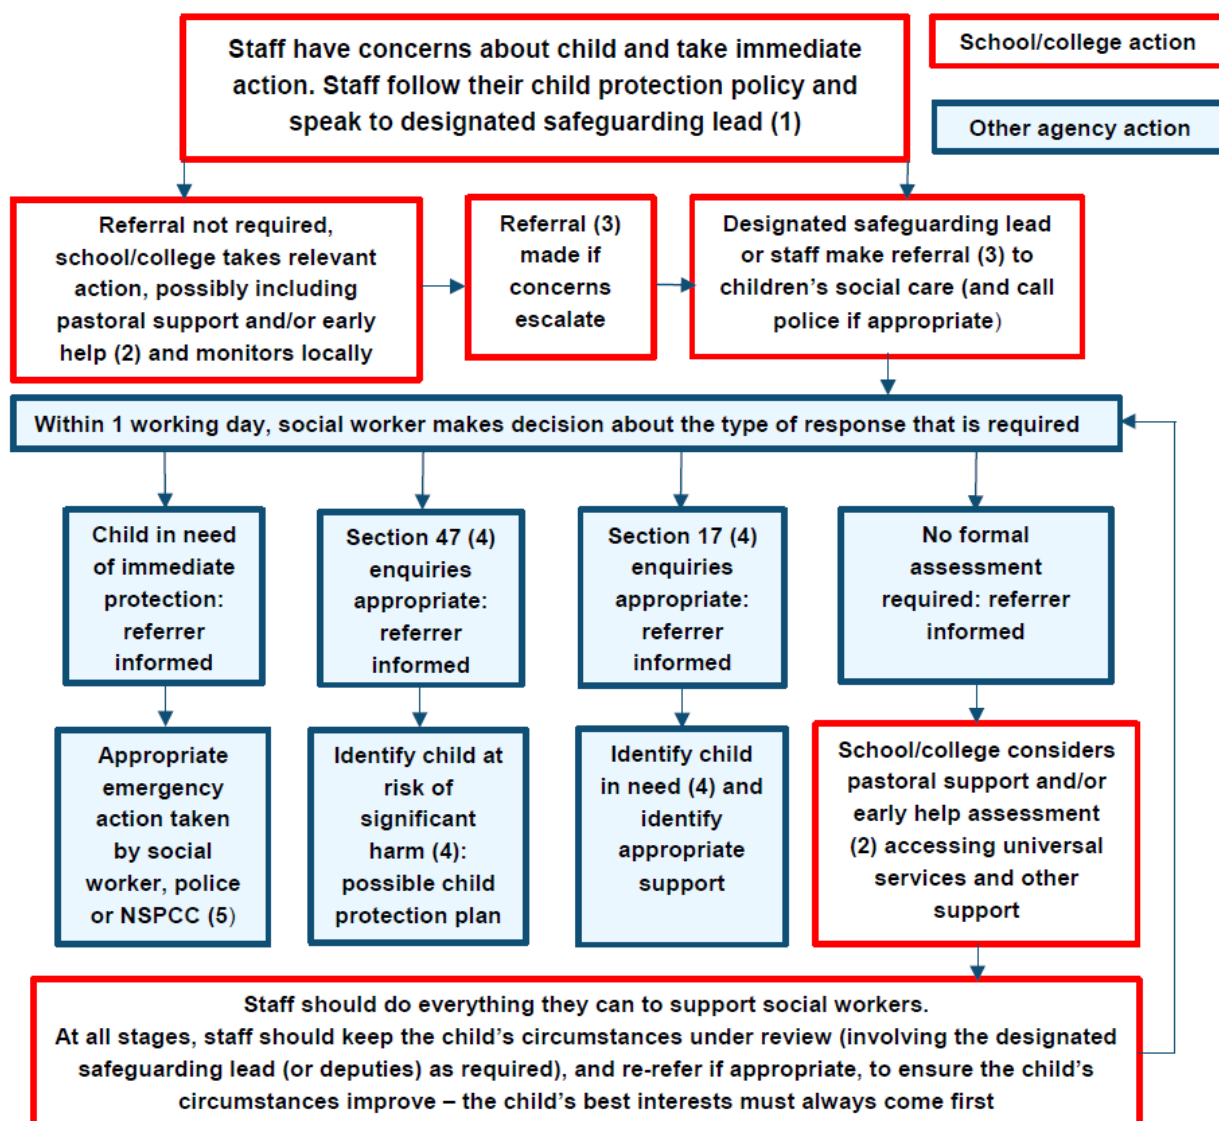 Staff have concerns about child and take immediate
action. Staff follow their child protection policy and
speak to designated safeguarding lead (1)
School/college action
Other agency action
Referral not required,
school/college takes relevant
action, possibly including
pastoral support and/or early
help (2) and monitors locally
Referral (3)
made if
concerns
escalate
Designated safeguarding lead
or staff make referral (3) to
children’s social care (and call
police if appropriate)
Within 1 working day, social worker makes decision about the type of response that is required
Child in need
of immediate
protection:
referrer
informed
Section 47 (4)
enquiries
appropriate:
referrer
informed
Section 17 (4)
enquiries
appropriate:
referrer
informed
No formal
assessment
required: referrer
informed
Appropriate
emergency
action taken
by social
worker, police
or NSPCC (5)
Identify child at
risk of
significant
harm (4):
possible child
protection plan
Identify child
in need (4) and
identify
appropriate
support
School/college considers
pastoral support and/or
early help assessment
(2) accessing universal
services and other
support
Staff should do everything they can to support social workers.
At all stages, staff should keep the child’s circumstances under review (involving the designated
safeguarding lead (or deputies) as required), and re-refer if appropriate, to ensure the child’s
circumstances improve – the child’s best interests must always come first